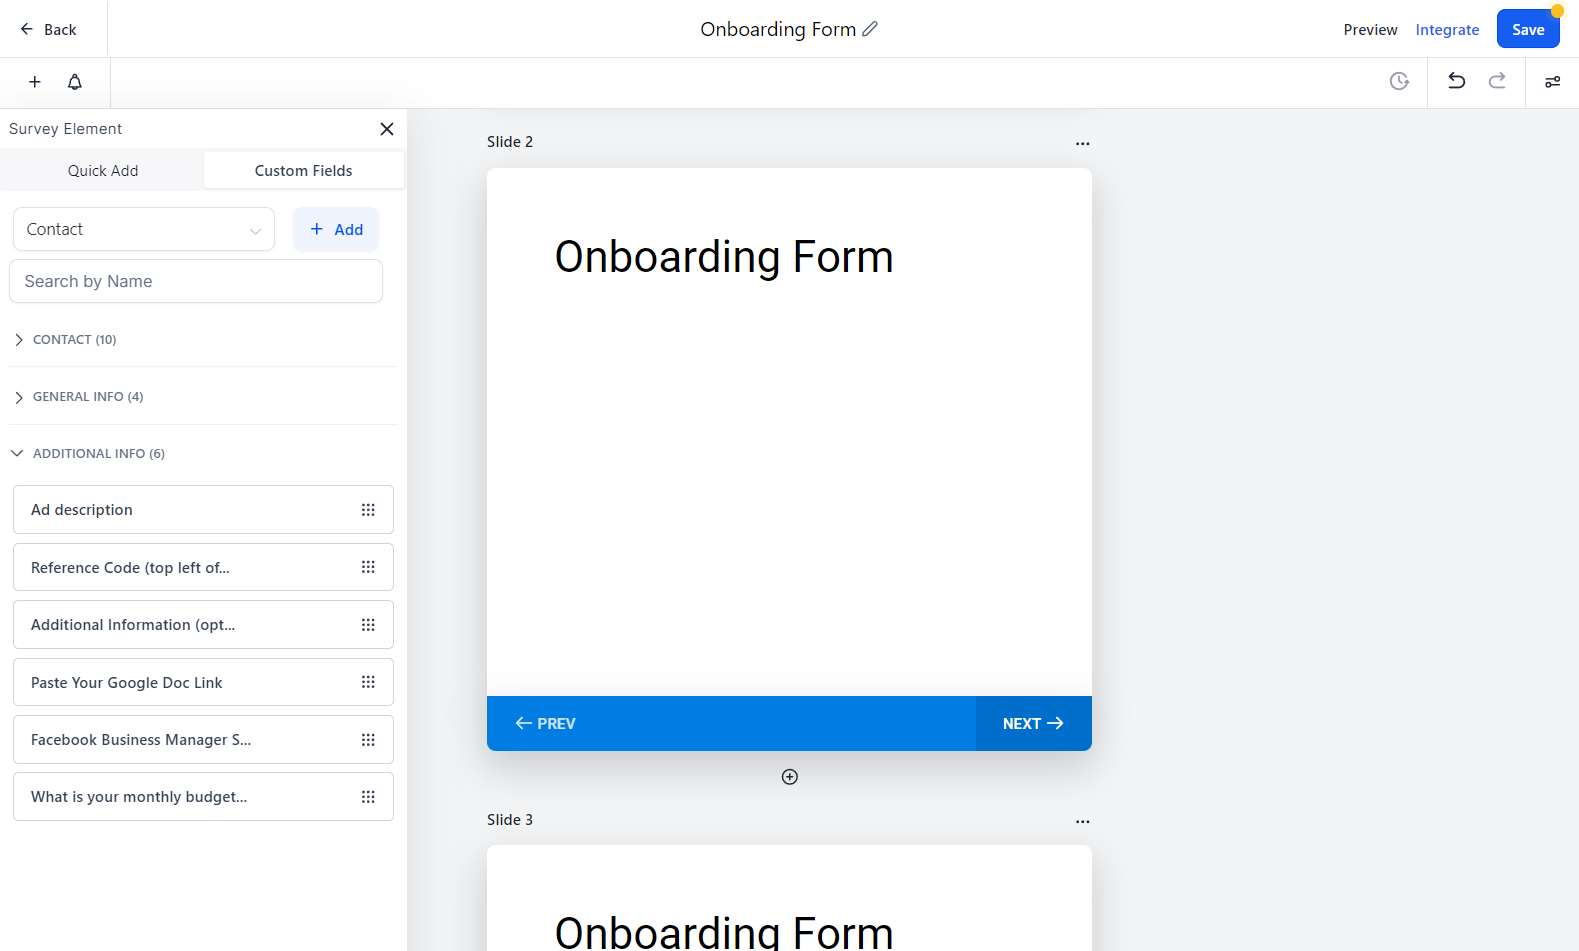 Back
Onboarding Form
Preview
Integrate
Save
Survey Element
Quick Add
Custom Fields
Contact
+ Add
Search by Name
CONTACT (10)
GENERAL INFO (4)
ADDITIONAL INFO (6)
Ad description
Reference Code (top left of...
Additional Information (opt...
Paste Your Google Doc Link
Facebook Business Manager S...
What is your monthly budget...
Slide 2
Onboarding Form
PREV
NEXT
Slide 3
Onboarding Form